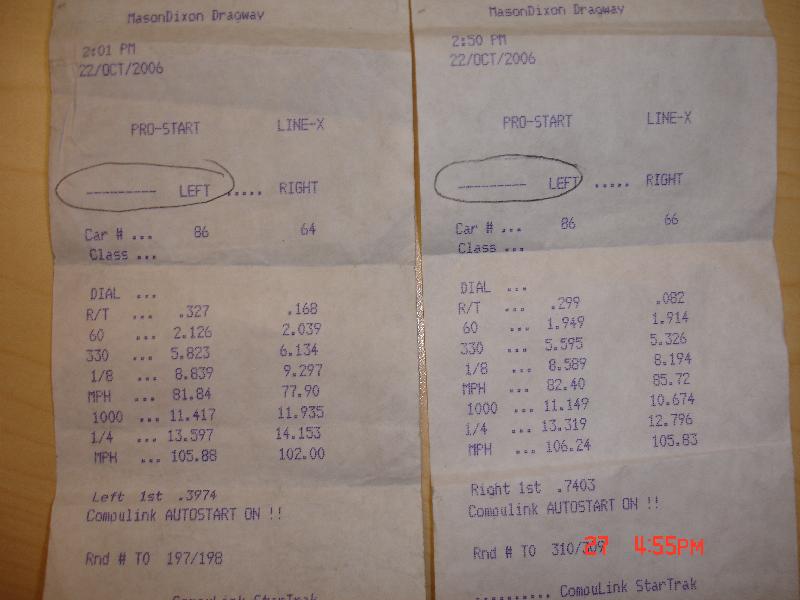 MasonDixon Dragway
2:01 PM
22/OCT/2006
PRO-START LINE-X
--------- LEFT ..... RIGHT
Car # ... 86 64
Class ...
DIAL ...
R/T ... .327 .168
60 ... 2.126 2.039
330 ... 5.823 6.134
1/8 ... 8.839 9.297
MPH ... 81.84 77.90
1000 ... 11.417 11.935
1/4 ... 13.597 14.153
MPH ... 105.88 102.00
Left 1st .3974
Compulink AUTOSTART ON !!
Rnd # TO 197/198
CompuLink StarTrak
MasonDixon Dragway
2:50 PM
22/OCT/2006
PRO-START LINE-X
--------- LEFT ..... RIGHT
Car # ... 86 66
Class ...
DIAL ...
R/T ... .299 .082
60 ... 1.949 1.914
330 ... 5.595 5.326
1/8 ... 8.589 8.194
MPH ... 82.40 85.72
1000 ... 11.149 10.674
1/4 ... 13.319 12.796
MPH ... 106.24 105.83
Right 1st .7403
Compulink AUTOSTART ON !!
Rnd # TO 310/309
.......... CompuLink StarTrak
27 4:55PM